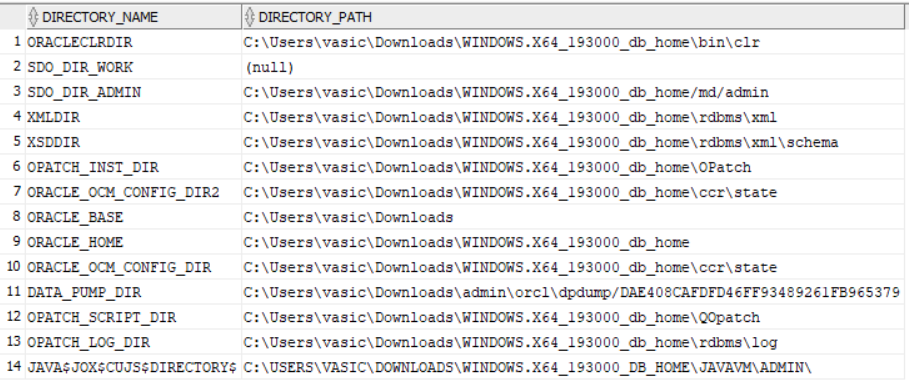 DIRECTORY_NAME DIRECTORY_PATH
1 ORACLECLRDIR C:\Users\vasic\Downloads\WINDOWS.X64_193000_db_home\bin\clr
2 SDO_DIR_WORK (null)
3 SDO_DIR_ADMIN C:\Users\vasic\Downloads\WINDOWS.X64_193000_db_home/md/admin
4 XMLDIR C:\Users\vasic\Downloads\WINDOWS.X64_193000_db_home\rdbms\xml
5 XSDDIR C:\Users\vasic\Downloads\WINDOWS.X64_193000_db_home\rdbms\xml\schema
6 OPATCH_INST_DIR C:\Users\vasic\Downloads\WINDOWS.X64_193000_db_home\OPatch
7 ORACLE_OCM_CONFIG_DIR2 C:\Users\vasic\Downloads\WINDOWS.X64_193000_db_home\ccr\state
8 ORACLE_BASE C:\Users\vasic\Downloads
9 ORACLE_HOME C:\Users\vasic\Downloads\WINDOWS.X64_193000_db_home
10 ORACLE_OCM_CONFIG_DIR C:\Users\vasic\Downloads\WINDOWS.X64_193000_db_home\ccr\state
11 DATA_PUMP_DIR C:\Users\vasic\Downloads\admin\orcl\dpdump/DAE408CAFDFD46FF93489261FB965379
12 OPATCH_SCRIPT_DIR C:\Users\vasic\Downloads\WINDOWS.X64_193000_db_home\QOpatch
13 OPATCH_LOG_DIR C:\Users\vasic\Downloads\WINDOWS.X64_193000_db_home\rdbms\log
14 JAVA$JOX$CUJS$DIRECTORY$ C:\USERS\VASIC\DOWNLOADS\WINDOWS.X64_193000_DB_HOME\JAVAVM\ADMIN\